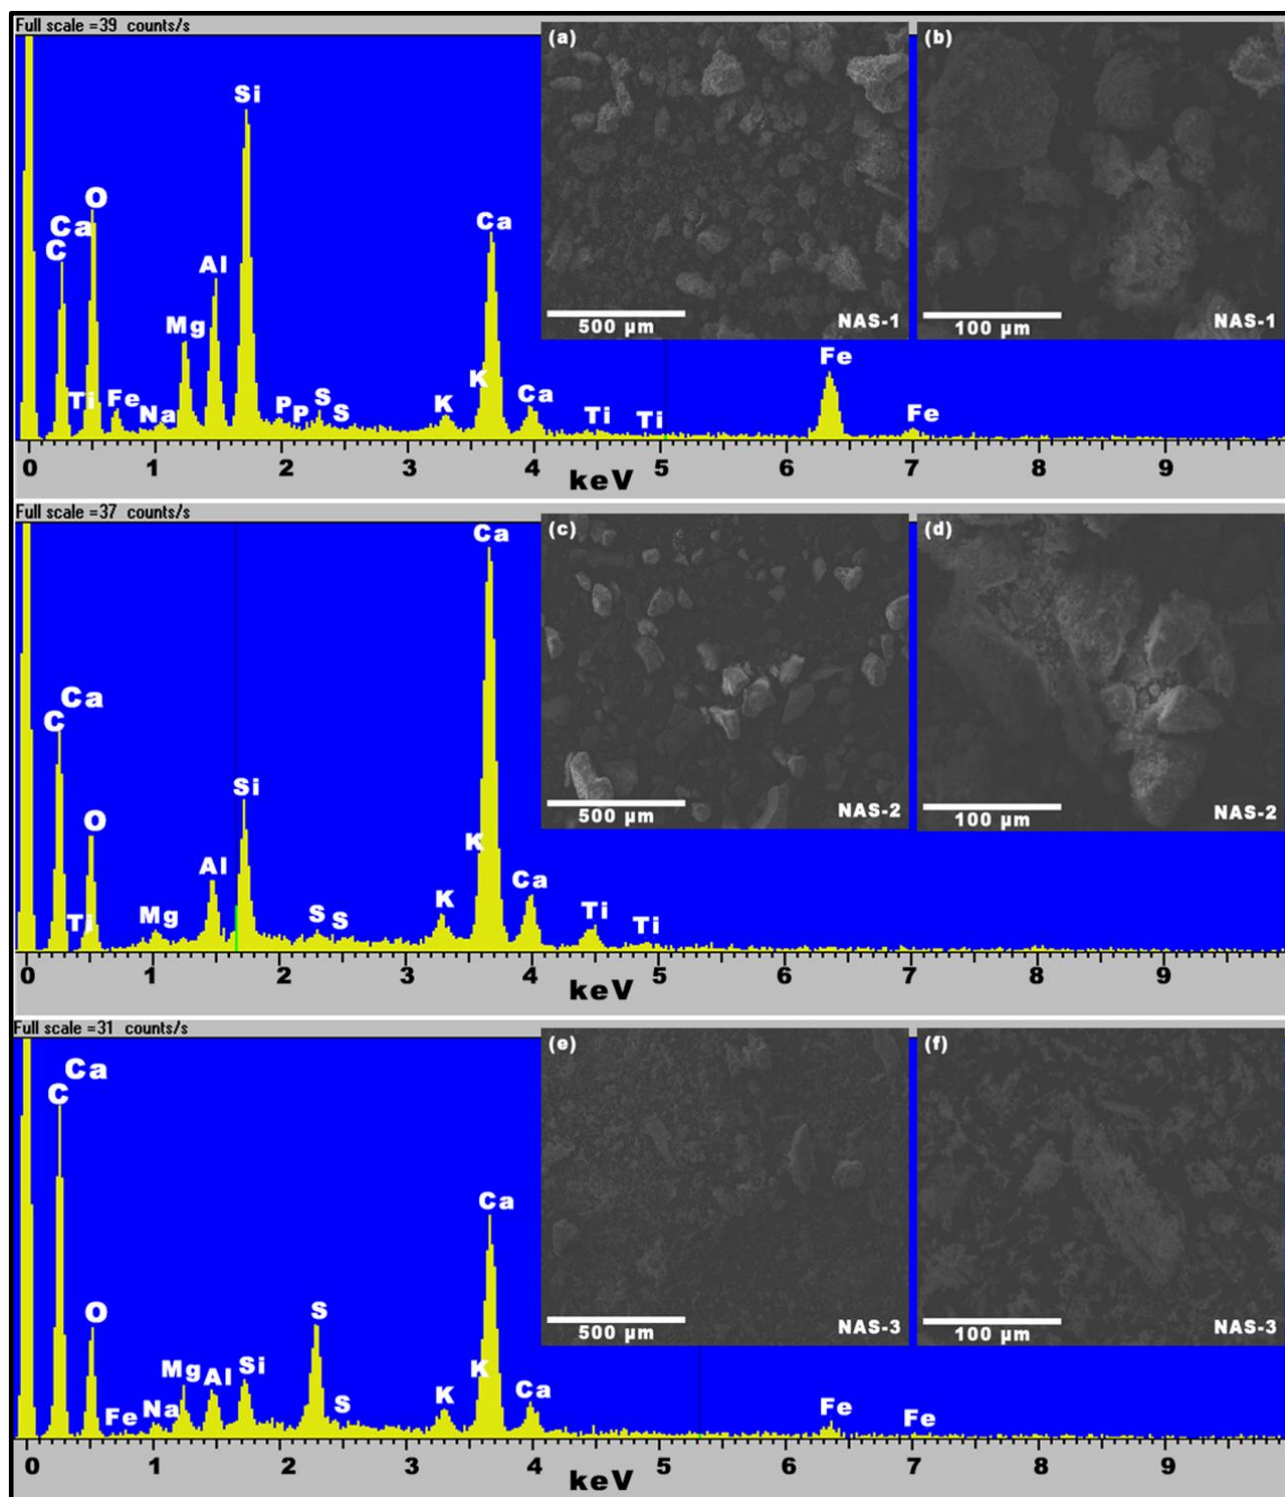 Full scale =39 counts/s
(a)
(b)
Si
O
Ca
C
Al
Mg
Ca
Ti
Fe
Na
P
P
S
S
K
K
Ca
Ti
Ti
Fe
Fe
500 µm
NAS-1
100 µm
NAS-1
0 1 2 3 4 5 6 7 8 9
keV
Full scale =37 counts/s
(c)
(d)
Ca
Ca
C
O
Si
Al
Ti
Mg
S
S
K
K
Ca
Ti
Ti
500 µm
NAS-2
100 µm
NAS-2
0 1 2 3 4 5 6 7 8 9
keV
Full scale =31 counts/s
(e)
(f)
Ca
C
Ca
O
S
Mg
Al
Si
Fe
Na
S
K
K
Ca
Fe
Fe
500 µm
NAS-3
100 µm
NAS-3
0 1 2 3 4 5 6 7 8 9
keV